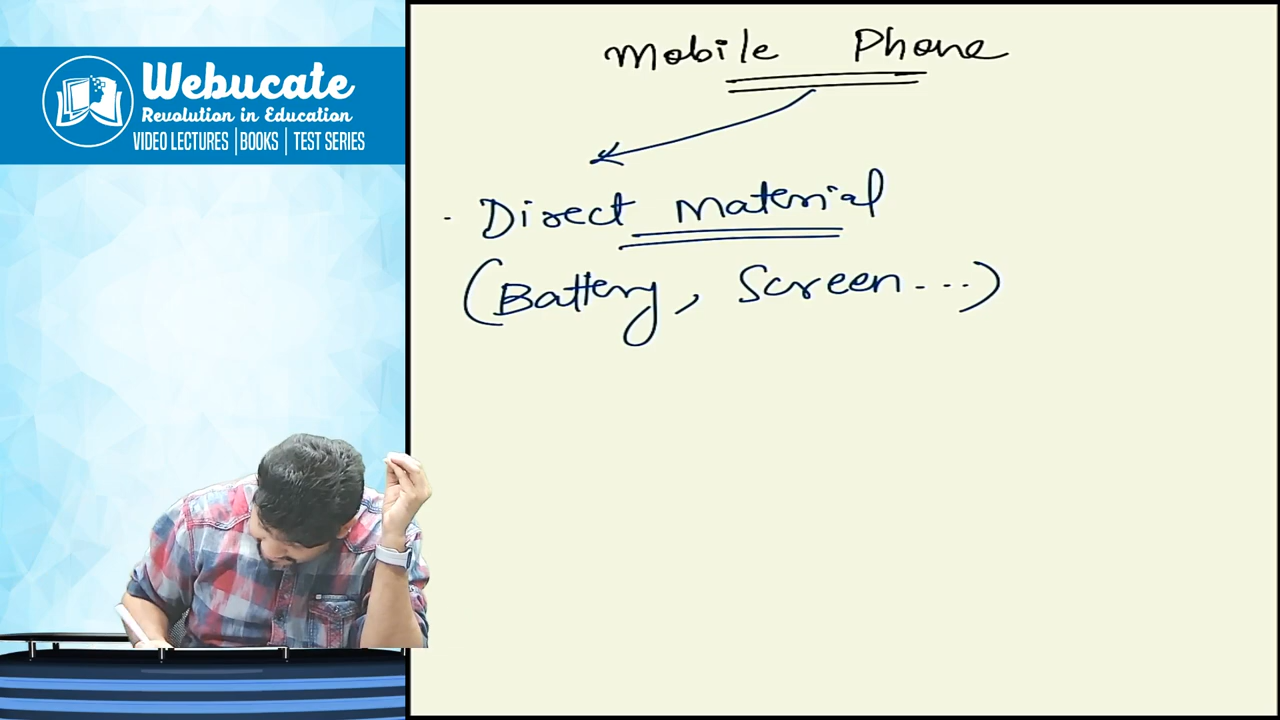 Webucate
Revolution in Education
VIDEO LECTURES | BOOKS | TEST SERIES
Mobile Phone
Direct Material
(Battery, Screen...)